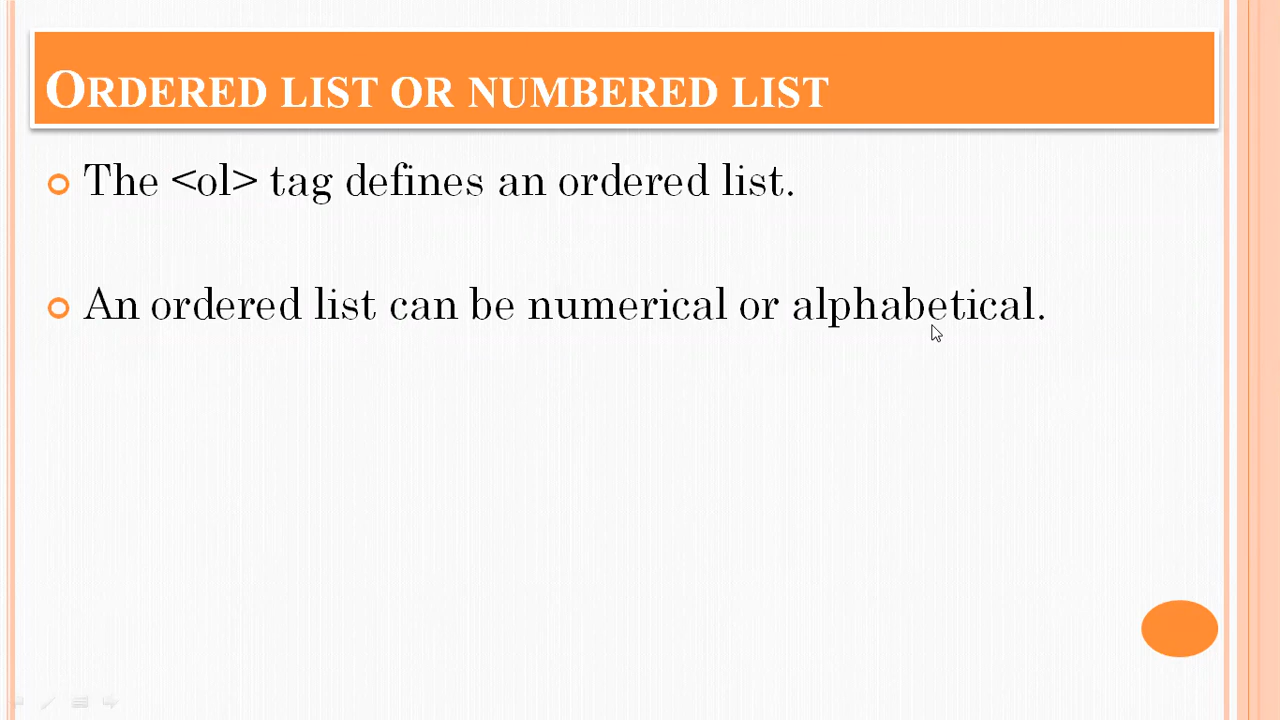 ORDERED LIST OR NUMBERED LIST
The <ol> tag defines an ordered list.
An ordered list can be numerical or alphabetical.